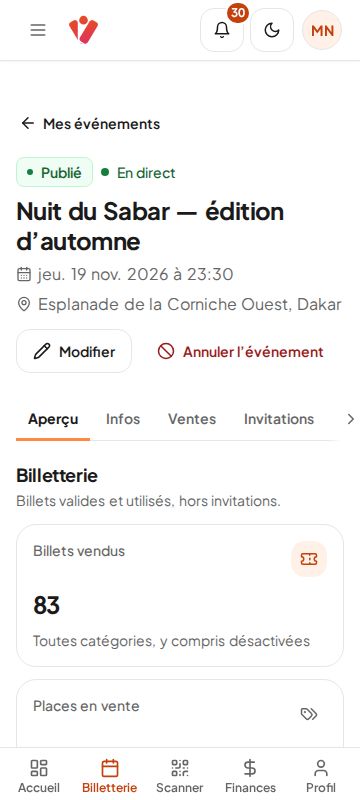 30
MN
Mes événements
Publié
En direct
Nuit du Sabar — édition
d’automne
jeu. 19 nov. 2026 à 23:30
Esplanade de la Corniche Ouest, Dakar
Modifier
Annuler l’événement
Aperçu Infos Ventes Invitations
Billetterie
Billets valides et utilisés, hors invitations.
Billets vendus
83
Toutes catégories, y compris désactivées
Places en vente
Accueil Billetterie Scanner Finances Profil